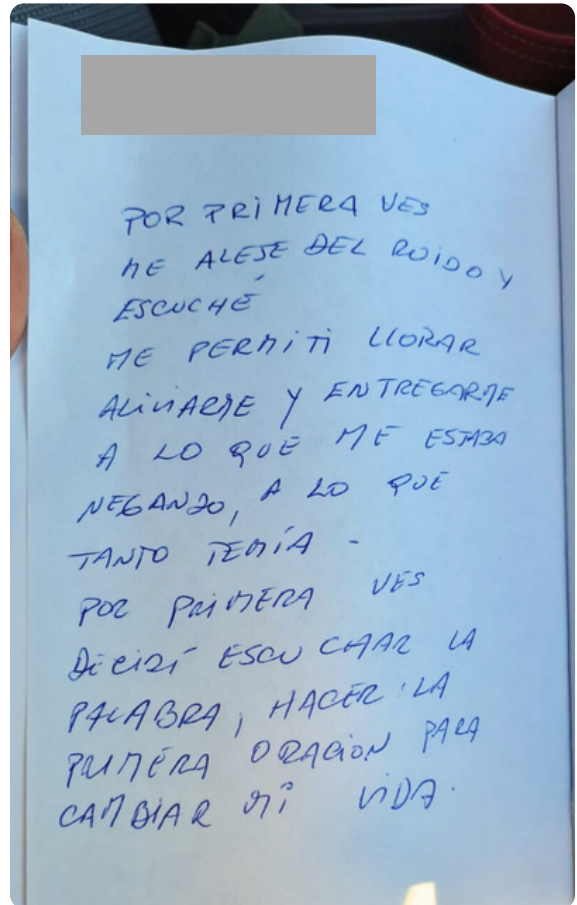 POR PRIMERA VES
ME ALEJE DEL RUIDO Y
ESCUCHÉ
ME PERMITI LLORAR
ALIVIARME Y ENTREGARME
A LO QUE ME ESTABA
NEGANDO, A LO QUE
TANTO TEMÍA -
POR PRIMERA VES
DECIDÍ ESCUCHAR LA
PALABRA, HACER LA
PRIMERA ORACION PARA
CAMBIAR MI VIDA.